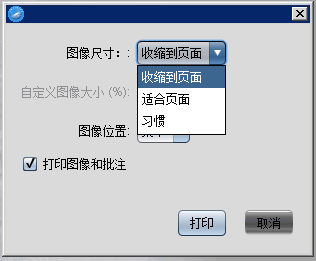 图像尺寸：:
收缩到页面
收缩到页面
自定义图像大小 (%):
适合页面
习惯
图像位置:
打印图像和批注
打印
取消